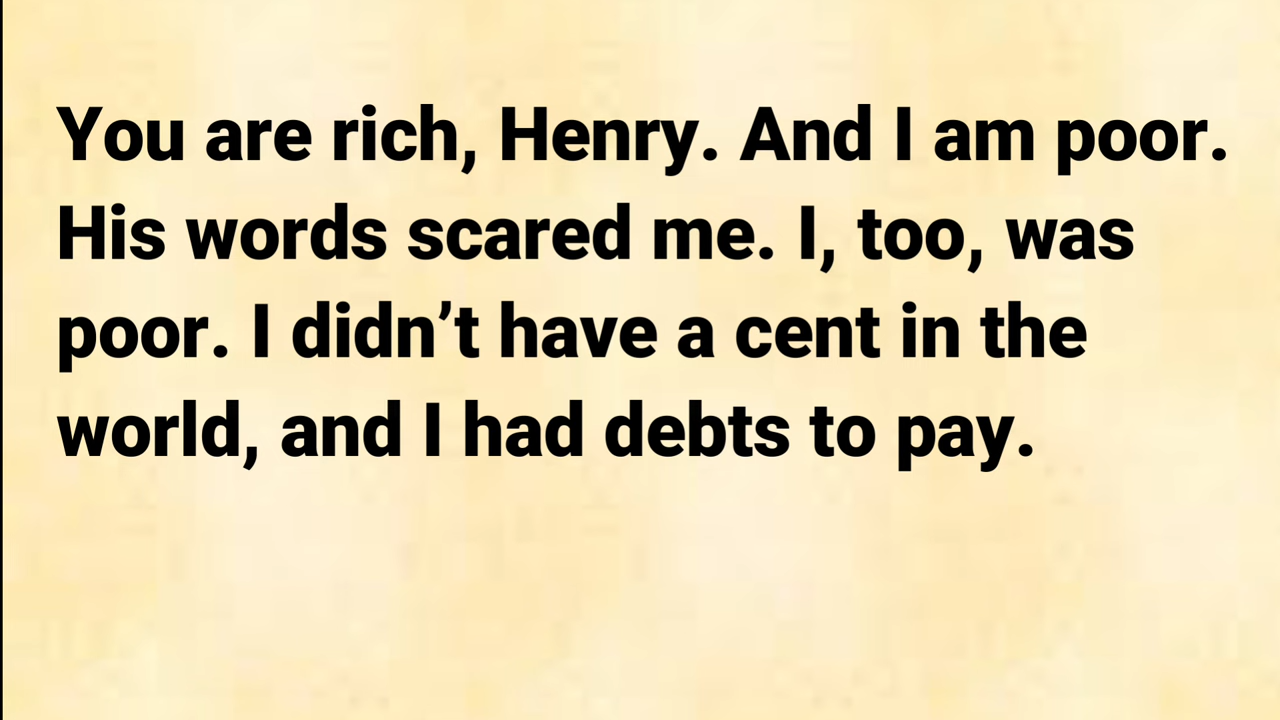 You are rich, Henry. And I am poor.
His words scared me. I, too, was
poor. I didn’t have a cent in the
world, and I had debts to pay.